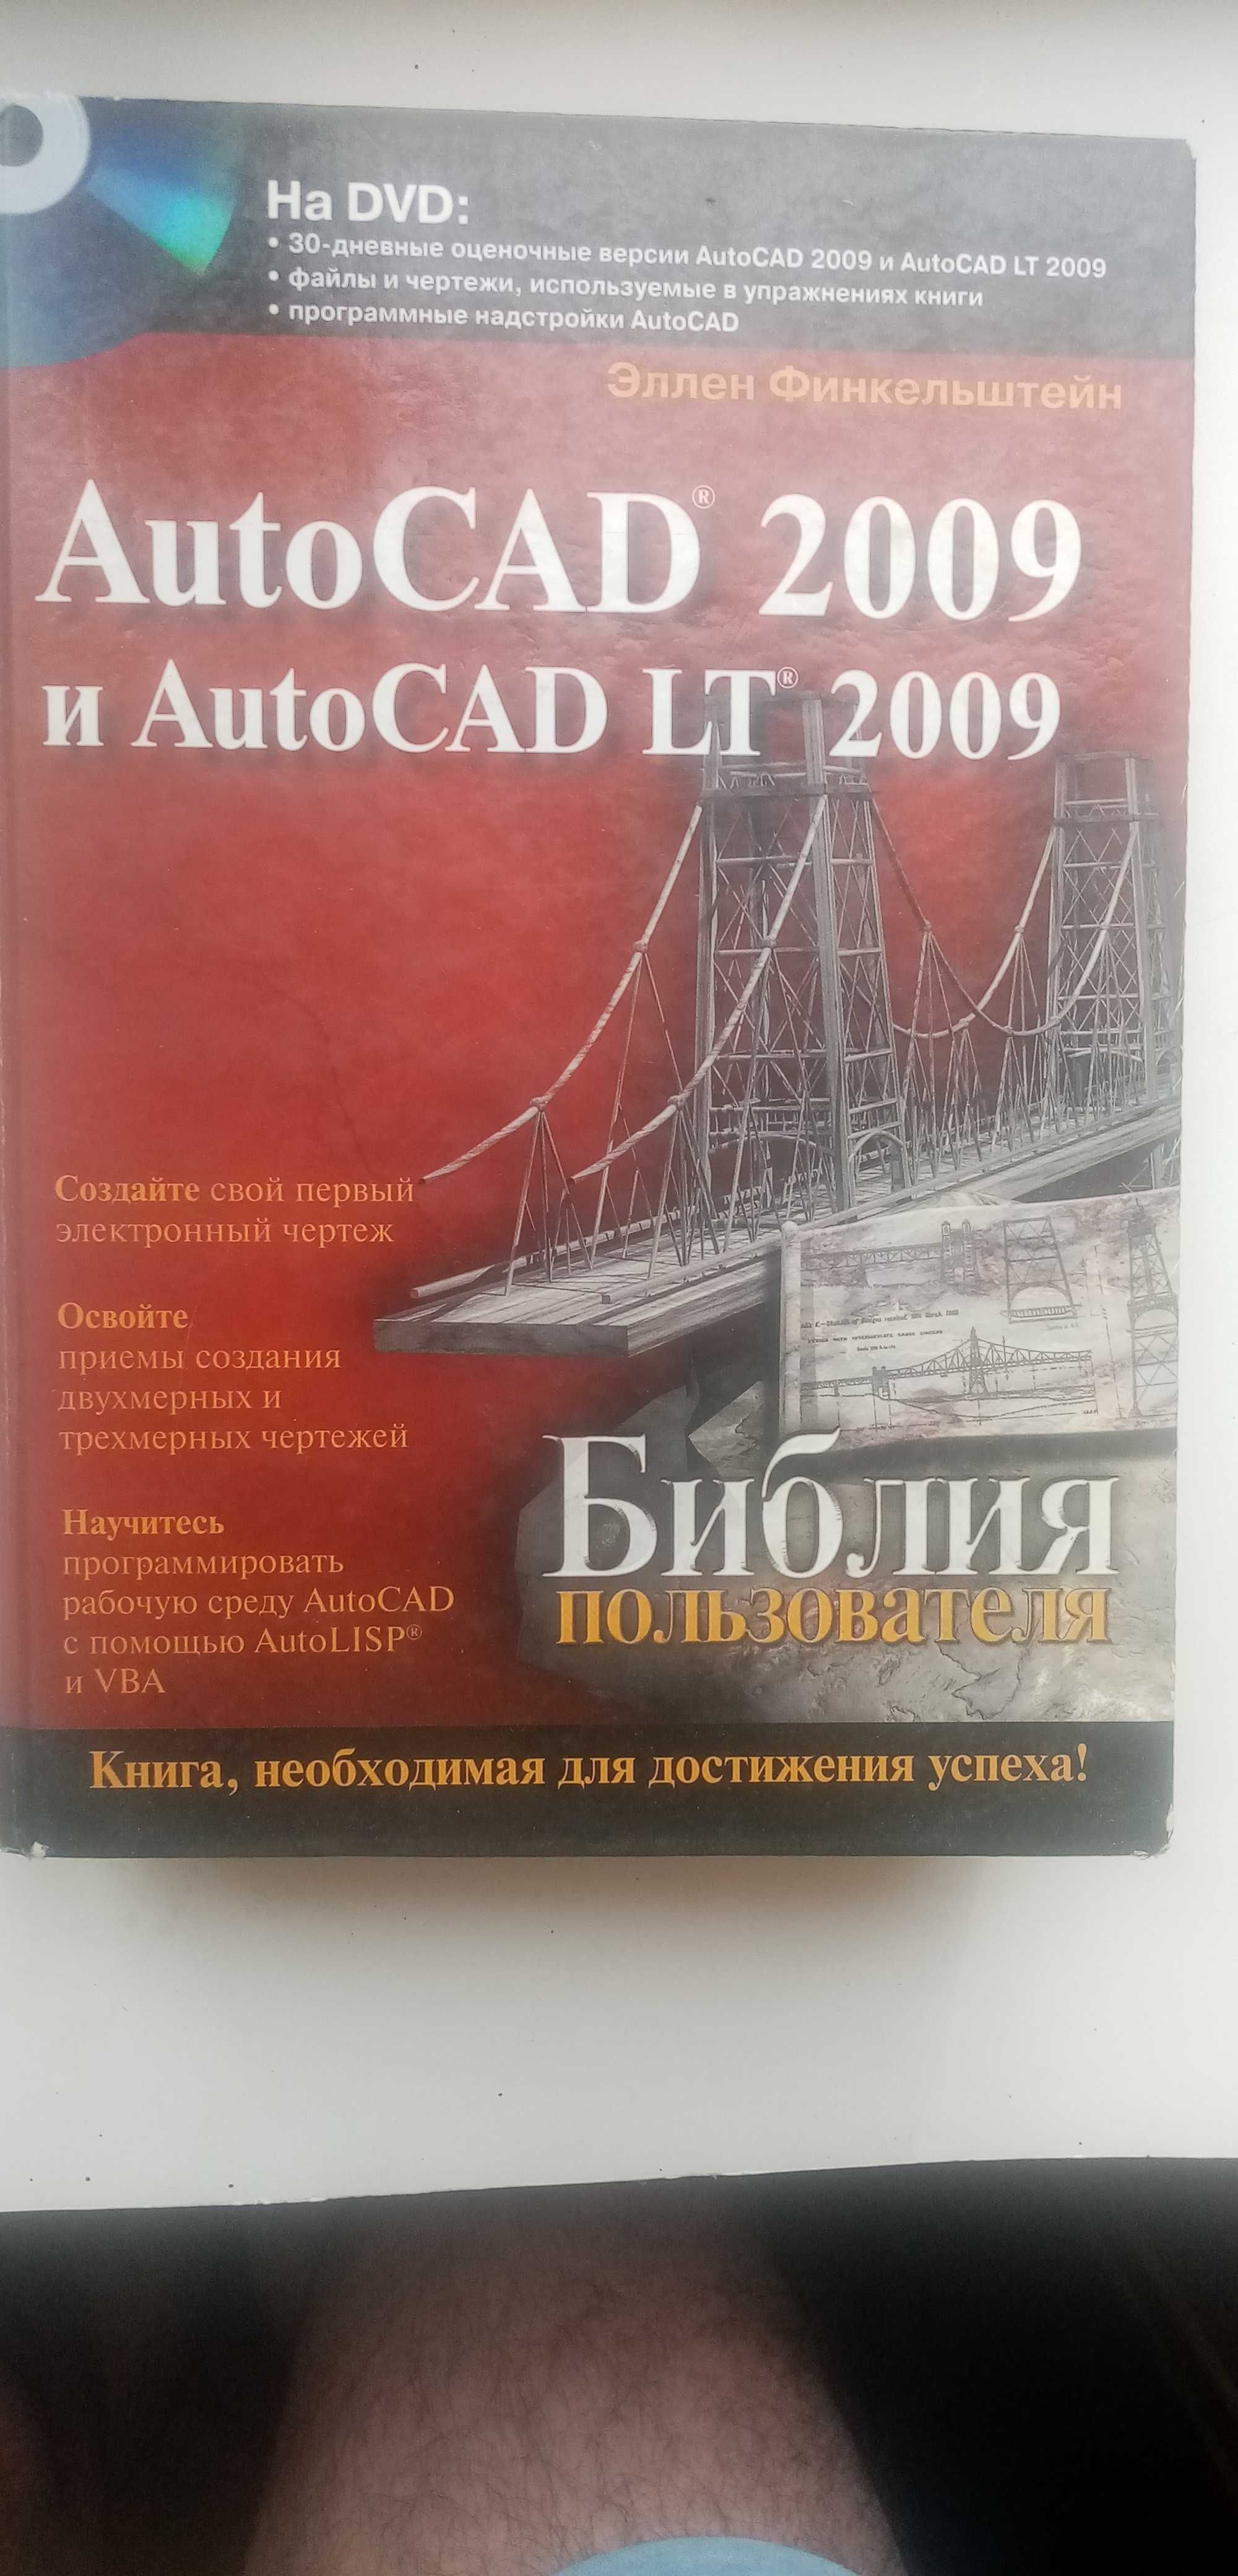 На DVD:
• 30-дневные оценочные версии AutoCAD 2009 и AutoCAD LT 2009
• файлы и чертежи, используемые в упражнениях книги
• программные надстройки AutoCAD
Эллен Финкельштейн
AutoCAD® 2009
и AutoCAD LT® 2009
Создайте свой первый
электронный чертеж
Освойте
приемы создания
двухмерных и
трехмерных чертежей
Научитесь
программировать
рабочую среду AutoCAD
с помощью AutoLISP®
и VBA
Библия
пользователя
Книга, необходимая для достижения успеха!